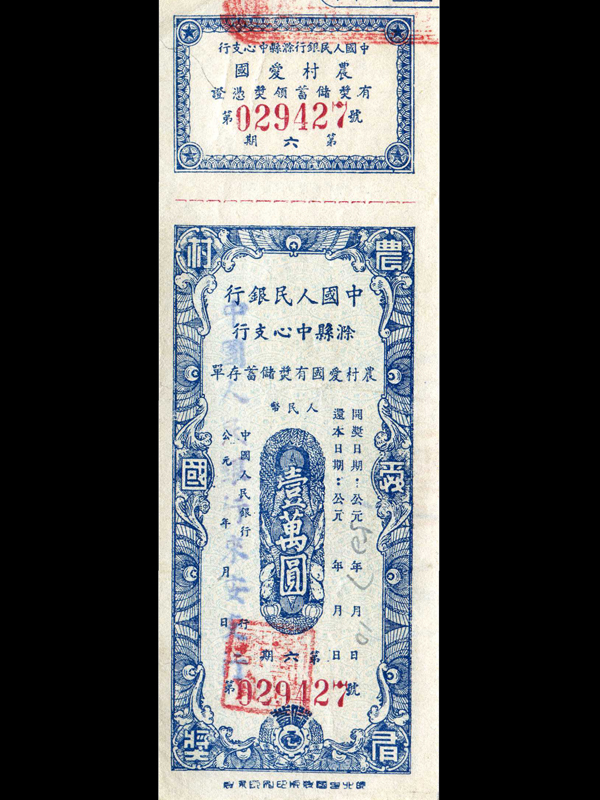 中國人民銀行滁縣中心支行
農村愛國
有獎儲蓄領獎憑證
第029427號
第六期
農村
愛國
有獎
中國人民銀行
滁縣中心支行
農村愛國有獎儲蓄存單
人民幣
壹萬圓
開獎日期:公元 年 月 日
還本日期:公元 年 月 日
中國人民銀行 行
公元 年 月 日
第六期
第029427號